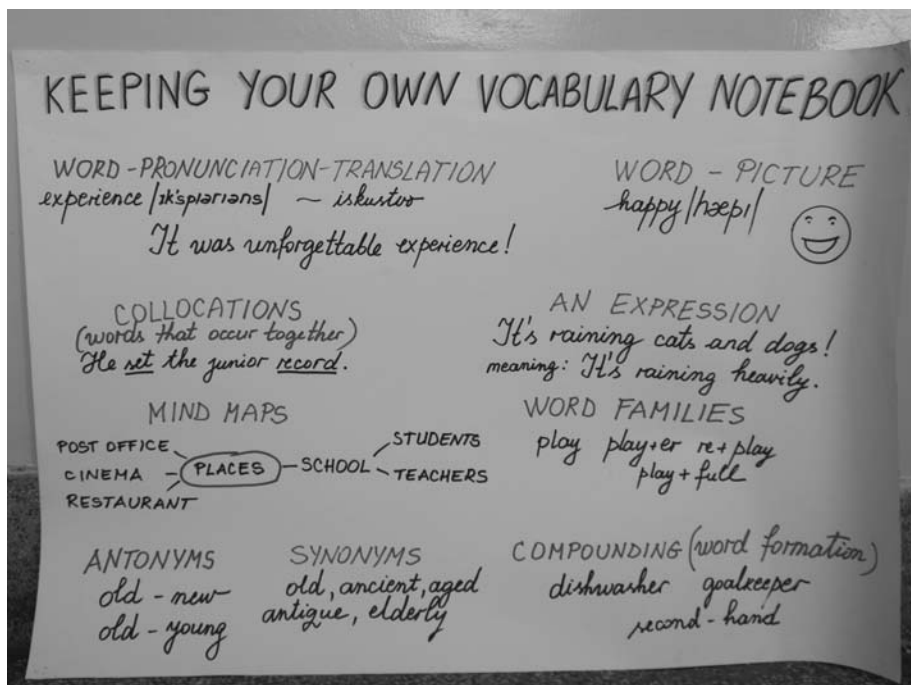 KEEPING YOUR OWN VOCABULARY NOTEBOOK
WORD - PRONUNCIATION - TRANSLATION
experience /ɪk'spɪərɪəns/ ~ iskustvo
It was unforgettable experience!
WORD - PICTURE
happy /hæpɪ/
COLLOCATIONS
(words that occur together)
He set the junior record.
AN EXPRESSION
It's raining cats and dogs!
meaning: It's raining heavily.
MIND MAPS
POST OFFICE
CINEMA
RESTAURANT
PLACES
SCHOOL
STUDENTS
TEACHERS
WORD FAMILIES
play play+er re+play
play+full
ANTONYMS
old - new
old - young
SYNONYMS
old, ancient, aged
antique, elderly
COMPOUNDING (word formation)
dishwasher goalkeeper
second-hand